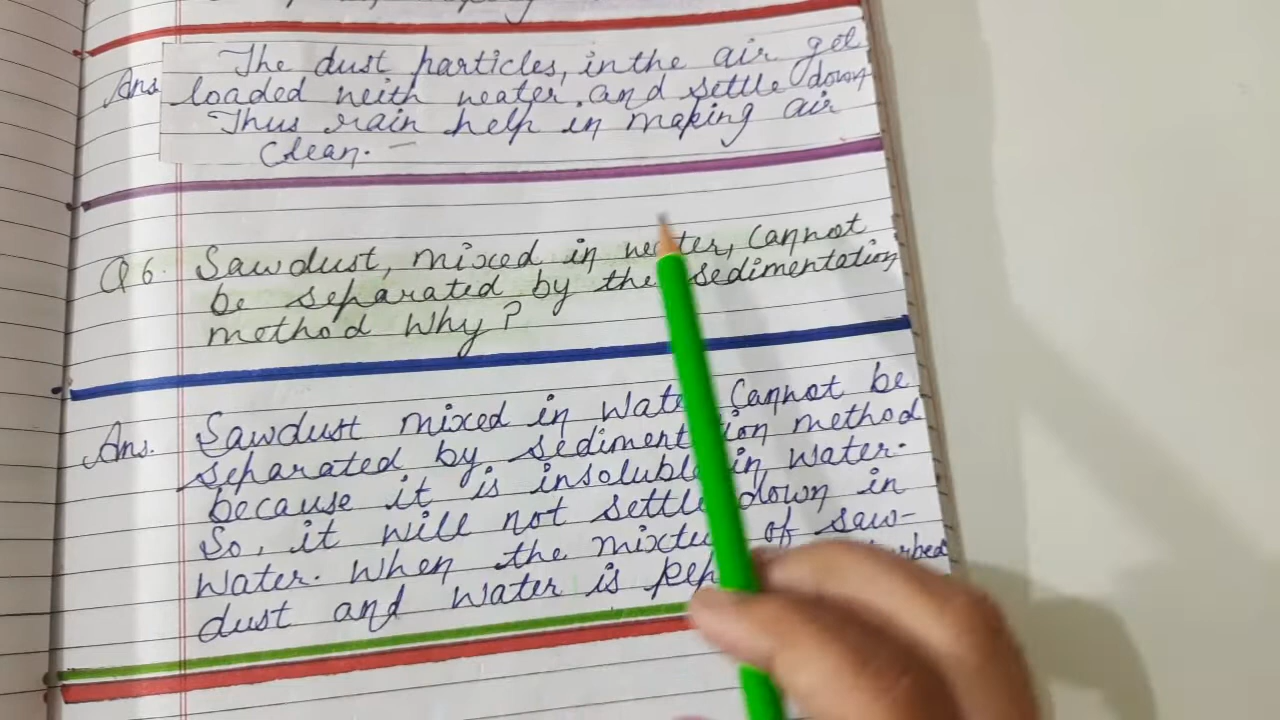 The dust particles, in the air get
Ans loaded with water. and settle down
Thus rain help in making air
Clean. -
Q 6. Sawdust, mixed in water, Cannot
be separated by the sedimentation
method Why?
Ans. Sawdust mixed in Water Cannot be
separated by sedimentation method
because it is insoluble in water.
So, it will not settle down in
Water. When the mixture of saw-
dust and water is